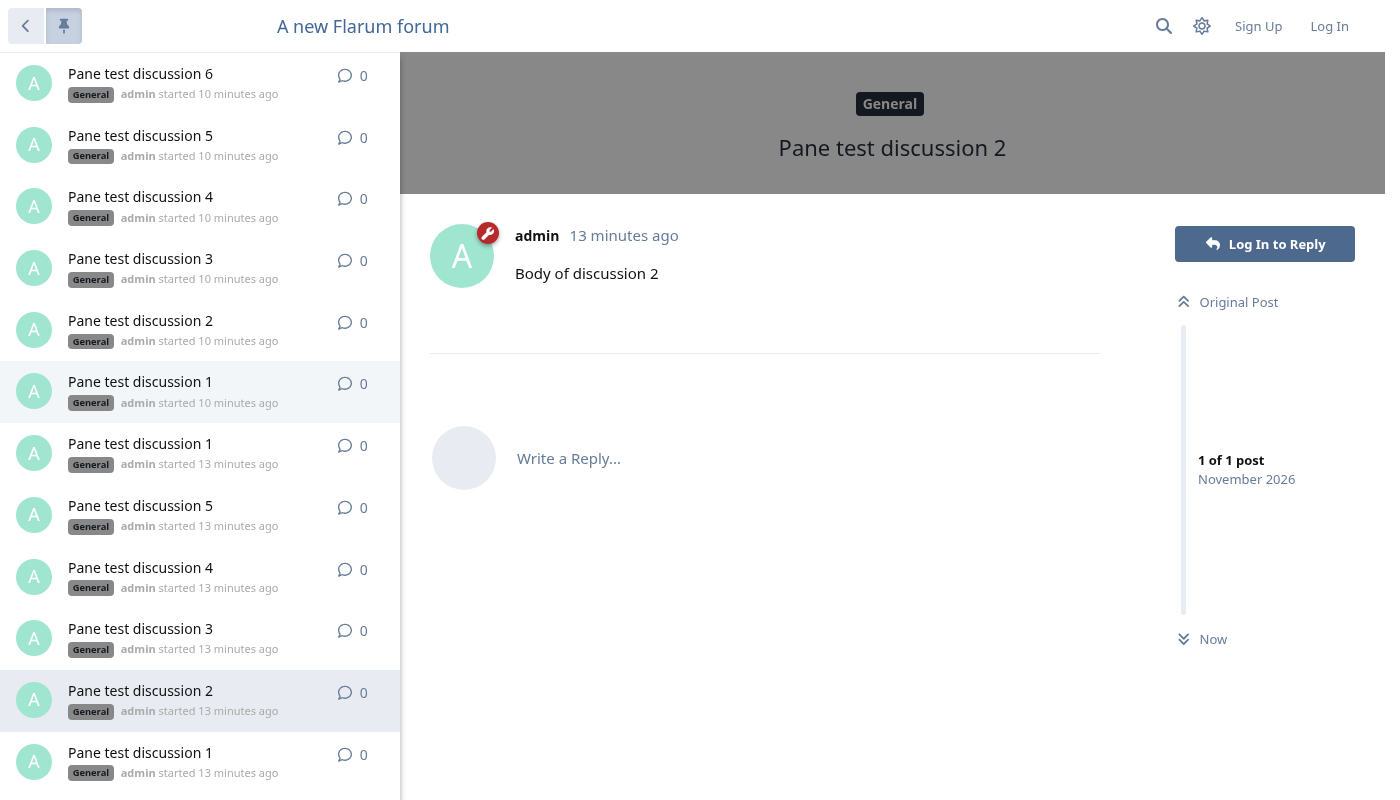 A new Flarum forum
Sign Up
Log In
A
Pane test discussion 6
0
General admin started 10 minutes ago
A
Pane test discussion 5
0
General admin started 10 minutes ago
A
Pane test discussion 4
0
General admin started 10 minutes ago
A
Pane test discussion 3
0
General admin started 10 minutes ago
A
Pane test discussion 2
0
General admin started 10 minutes ago
A
Pane test discussion 1
0
General admin started 10 minutes ago
A
Pane test discussion 1
0
General admin started 13 minutes ago
A
Pane test discussion 5
0
General admin started 13 minutes ago
A
Pane test discussion 4
0
General admin started 13 minutes ago
A
Pane test discussion 3
0
General admin started 13 minutes ago
A
Pane test discussion 2
0
General admin started 13 minutes ago
A
Pane test discussion 1
0
General admin started 13 minutes ago
General
Pane test discussion 2
A
admin 13 minutes ago
Body of discussion 2
Write a Reply...
Log In to Reply
Original Post
1 of 1 post
November 2026
Now